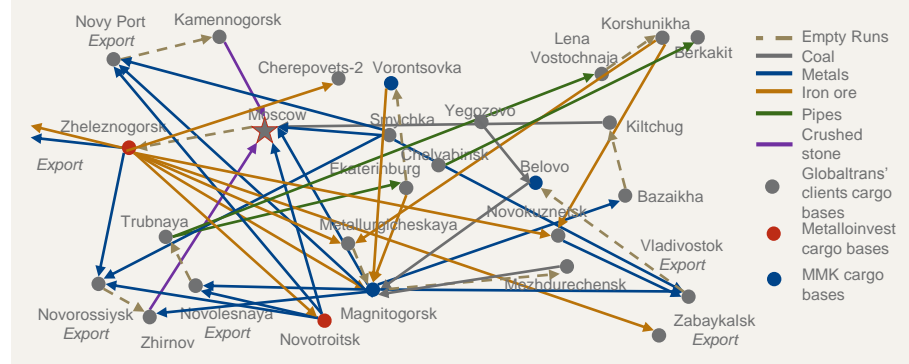 Novy Port
Export
Kamennogorsk
Cherepovets-2
Vorontsovka
Lena
Vostochnaja
Korshunikha
Berkakit
Zheleznogorsk
Export
Moscow
Smychka
Yegozovo
Kiltchug
Chelyabinsk
Ekaterinburg
Belovo
Bazaikha
Trubnaya
Metallurgicheskaya
Novokuznetsk
Vladivostok
Export
Mezhdurechensk
Novorossiysk
Export
Zhirnov
Novolesnaya
Export
Novotroitsk
Magnitogorsk
Zabaykalsk
Export
Empty Runs
Coal
Metals
Iron ore
Pipes
Crushed
stone
Globaltrans'
clients cargo
bases
Metalloinvest
cargo bases
MMK cargo
bases